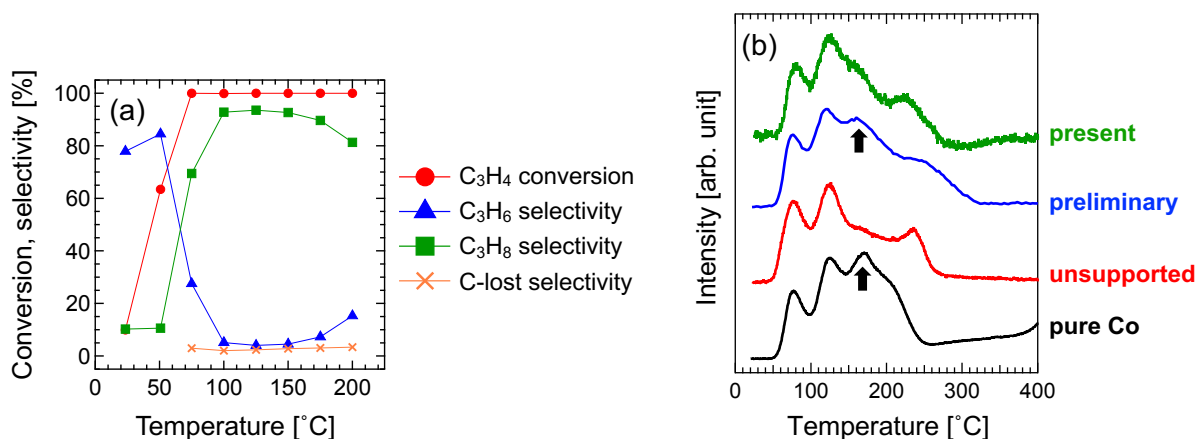 (a)
Conversion, selectivity [%]
100
80
60
40
20
0
0 50 100 150 200
Temperature [˚C]
C3H4 conversion
C3H6 selectivity
C3H8 selectivity
C-lost selectivity
(b)
Intensity [arb. unit]
present
preliminary
unsupported
pure Co
0 100 200 300 400
Temperature [˚C]